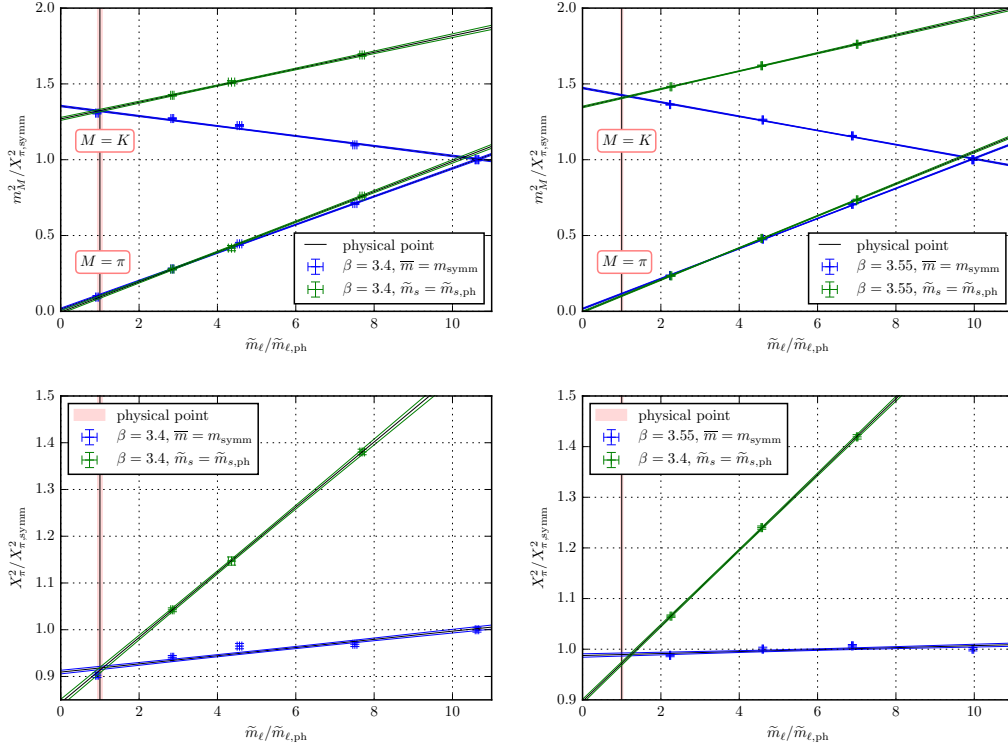 2.0
1.5
1.0
0.5
0.0
m²_M/X²_π,symm
M = K
M = π
physical point
β = 3.4, m̅ = m_symm
β = 3.4, m̃_s = m̃_s,ph
0 2 4 6 8 10
m̃_ℓ/m̃_ℓ,ph
2.0
1.5
1.0
0.5
0.0
m²_M/X²_π,symm
M = K
M = π
physical point
β = 3.55, m̅ = m_symm
β = 3.55, m̃_s = m̃_s,ph
0 2 4 6 8 10
m̃_ℓ/m̃_ℓ,ph
1.5
1.4
1.3
1.2
1.1
1.0
0.9
X²_π/X²_π,symm
physical point
β = 3.4, m̅ = m_symm
β = 3.4, m̃_s = m̃_s,ph
0 2 4 6 8 10
m̃_ℓ/m̃_ℓ,ph
1.5
1.4
1.3
1.2
1.1
1.0
0.9
X²_π/X²_π,symm
physical point
β = 3.55, m̅ = m_symm
β = 3.4, m̃_s = m̃_s,ph
0 2 4 6 8 10
m̃_ℓ/m̃_ℓ,ph